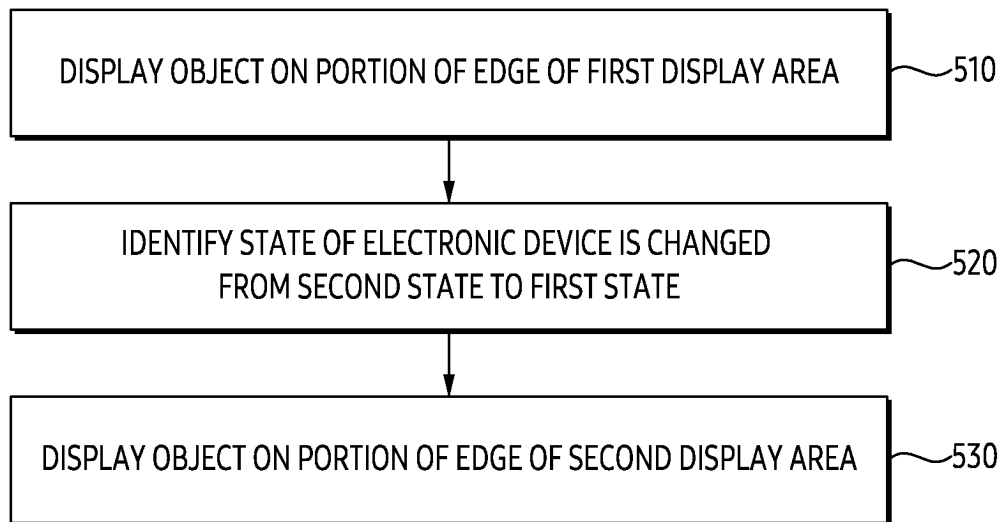 DISPLAY OBJECT ON PORTION OF EDGE OF FIRST DISPLAY AREA
510
IDENTIFY STATE OF ELECTRONIC DEVICE IS CHANGED
FROM SECOND STATE TO FIRST STATE
520
DISPLAY OBJECT ON PORTION OF EDGE OF SECOND DISPLAY AREA
530